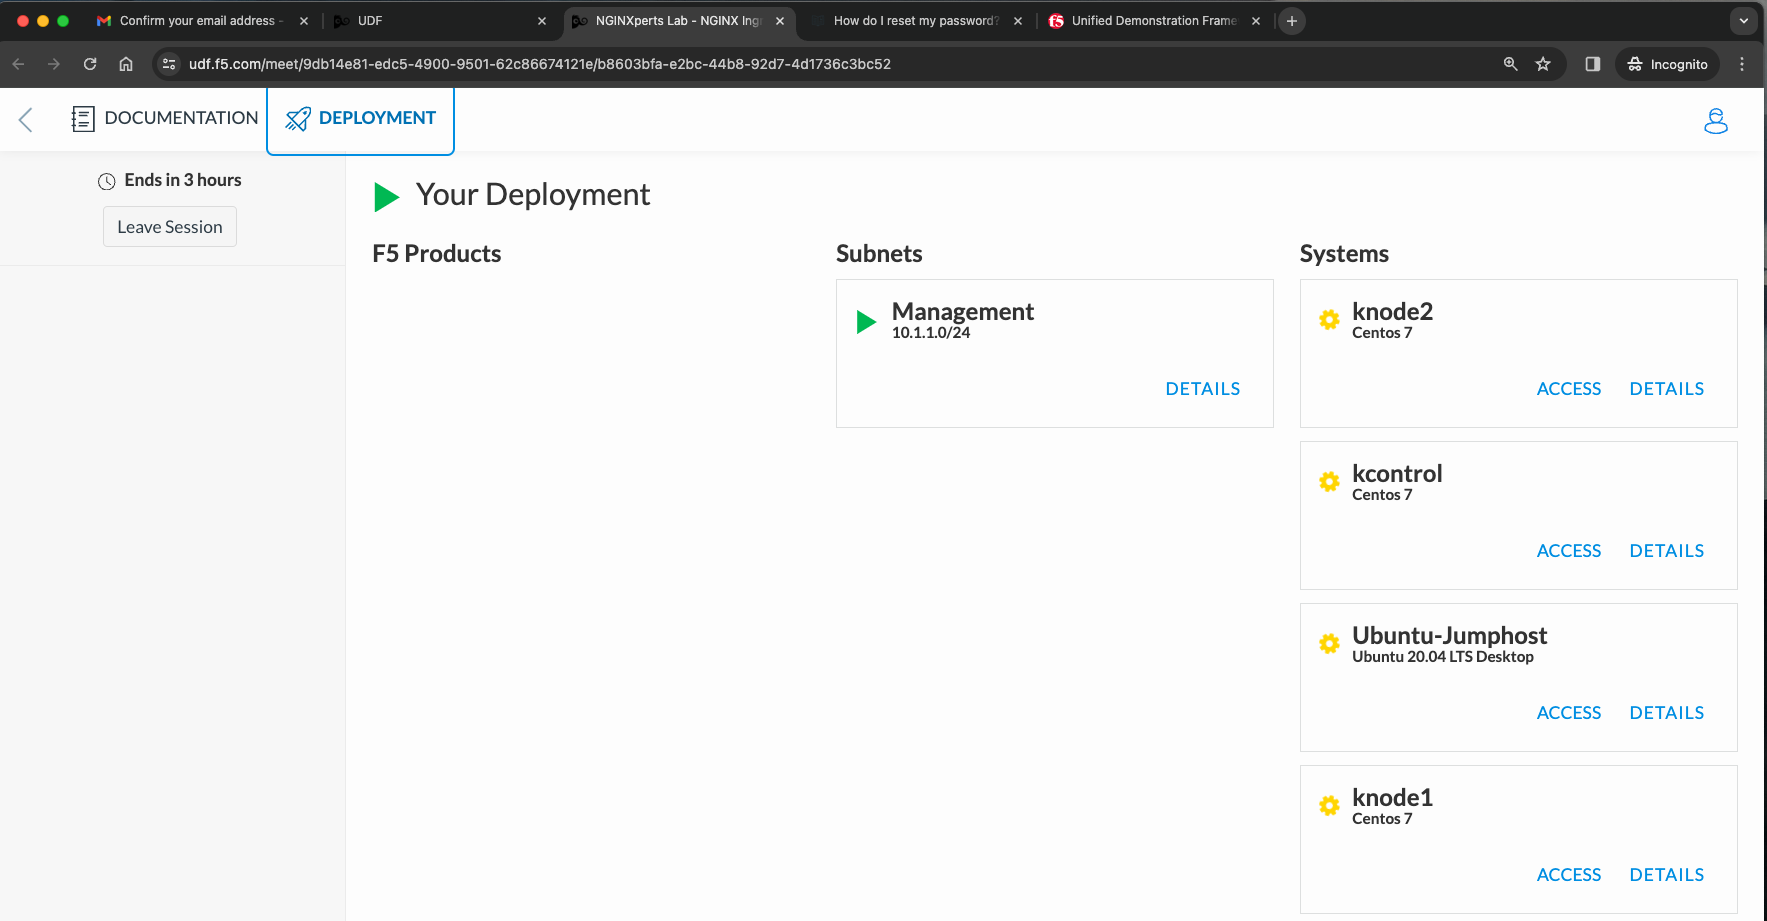 Confirm your email address -
UDF
NGINXperts Lab - NGINX Ing
How do I reset my password?
Unified Demonstration Frame
udf.f5.com/meet/9db14e81-edc5-4900-9501-62c86674121e/b8603bfa-e2bc-44b8-92d7-4d1736c3bc52
Incognito
DOCUMENTATION
DEPLOYMENT
Ends in 3 hours
Leave Session
Your Deployment
F5 Products
Subnets
Management
10.1.1.0/24
DETAILS
Systems
knode2
Centos 7
ACCESS DETAILS
kcontrol
Centos 7
ACCESS DETAILS
Ubuntu-Jumphost
Ubuntu 20.04 LTS Desktop
ACCESS DETAILS
knode1
Centos 7
ACCESS DETAILS